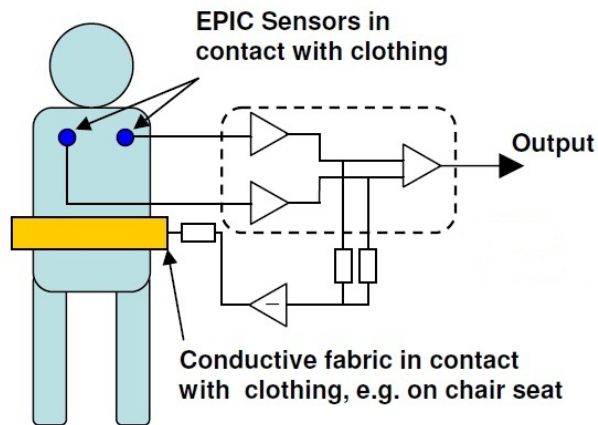 EPIC Sensors in
contact with clothing
Output
−
Conductive fabric in contact
with clothing, e.g. on chair seat